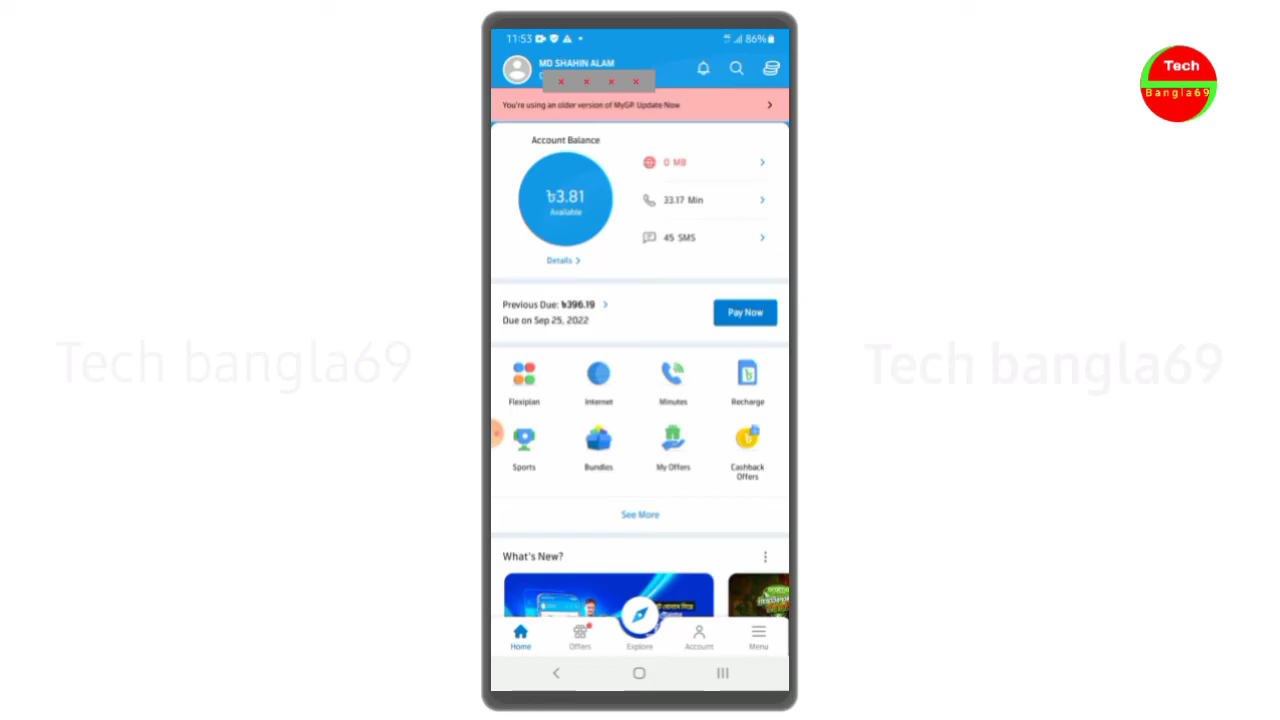 11:53
86%
MD SHAHIN ALAM
You're using an older version of MyGP. Update Now
Account Balance
৳3.81
Available
Details
0 MB
33.17 Min
45 SMS
Previous Due: ৳396.19
Due on Sep 25, 2022
Pay Now
Flexiplan
Internet
Minutes
Recharge
Sports
Bundles
My Offers
Cashback
Offers
See More
What's New?
Home
Offers
Explore
Account
Menu
Tech
Bangla69
Tech bangla69
Tech bangla69